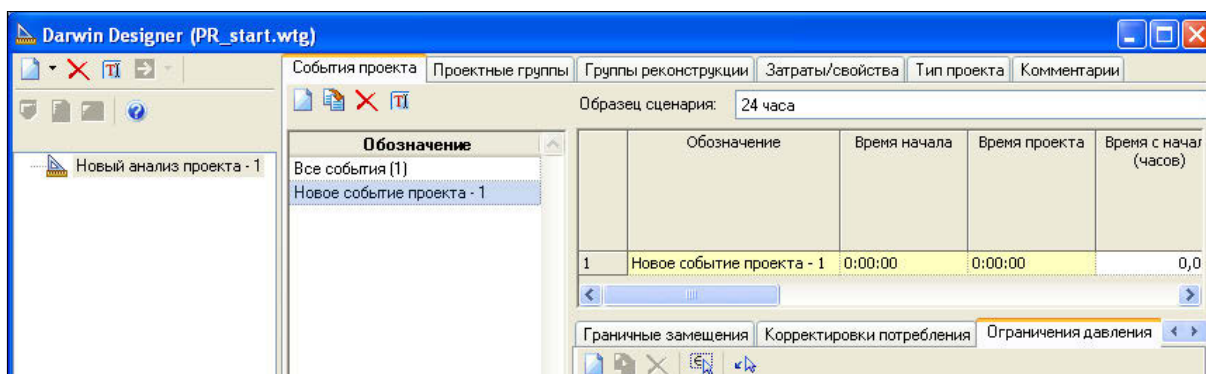 Darwin Designer (PR_start.wtg)
События проекта Проектные группы Группы реконструкции Затраты/свойства Тип проекта Комментарии
Образец сценария: 24 часа
Новый анализ проекта - 1
Обозначение
Все события (1)
Новое событие проекта - 1
Обозначение Время начала Время проекта Время с начал
(часов)
1 Новое событие проекта - 1 0:00:00 0:00:00 0,0
Граничные замещения Корректировки потребления Ограничения давления